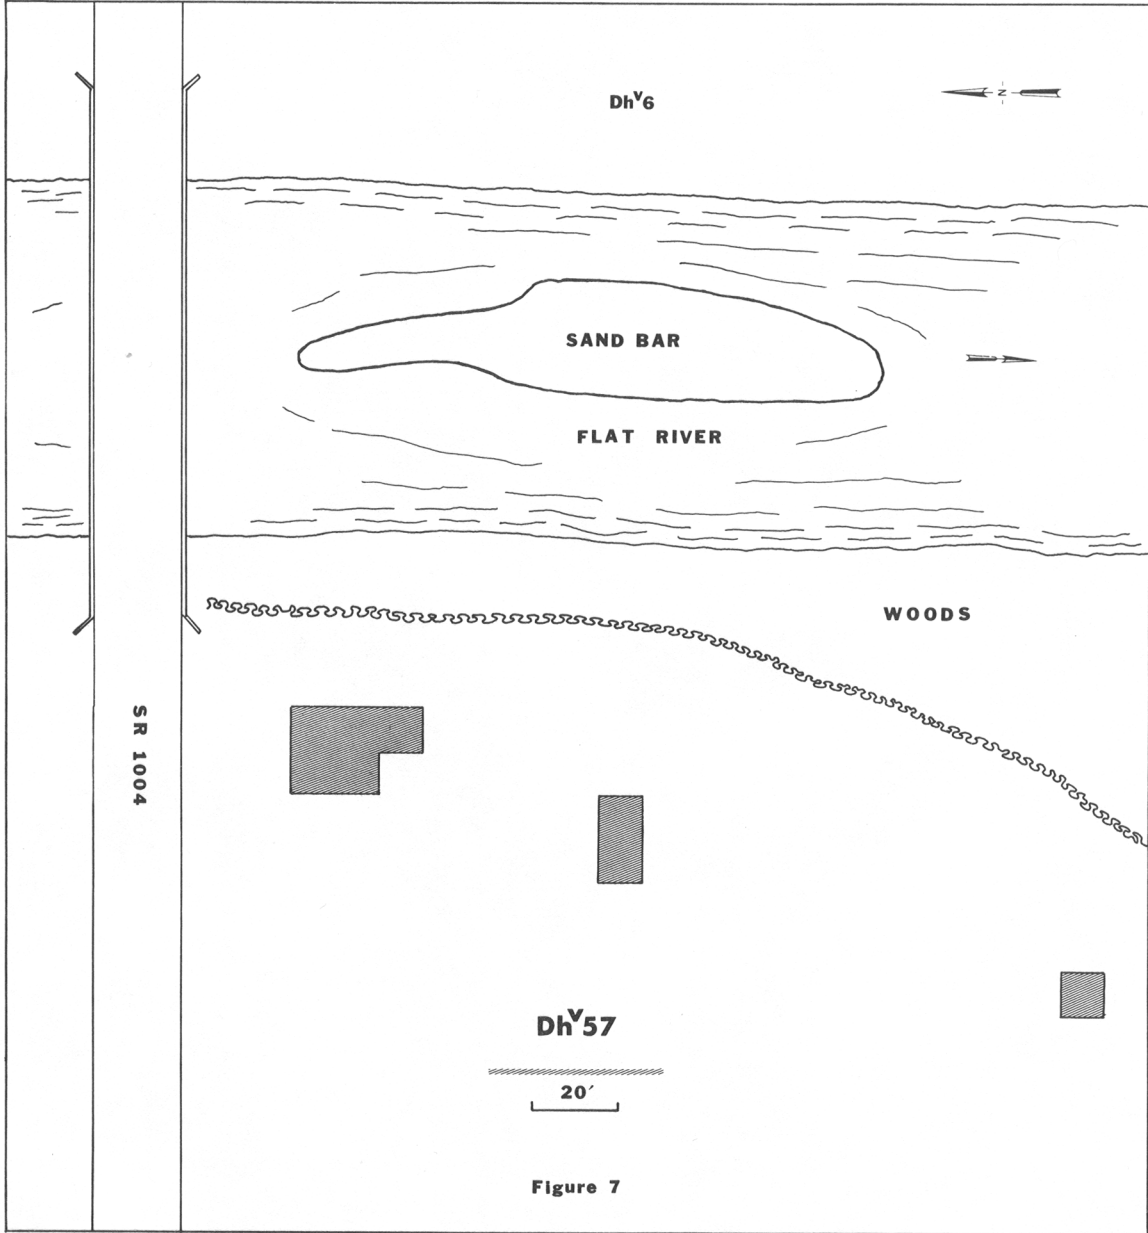 Dhᵛ6
N
SAND BAR
FLAT RIVER
WOODS
SR 1004
Dhᵛ57
20′
Figure 7